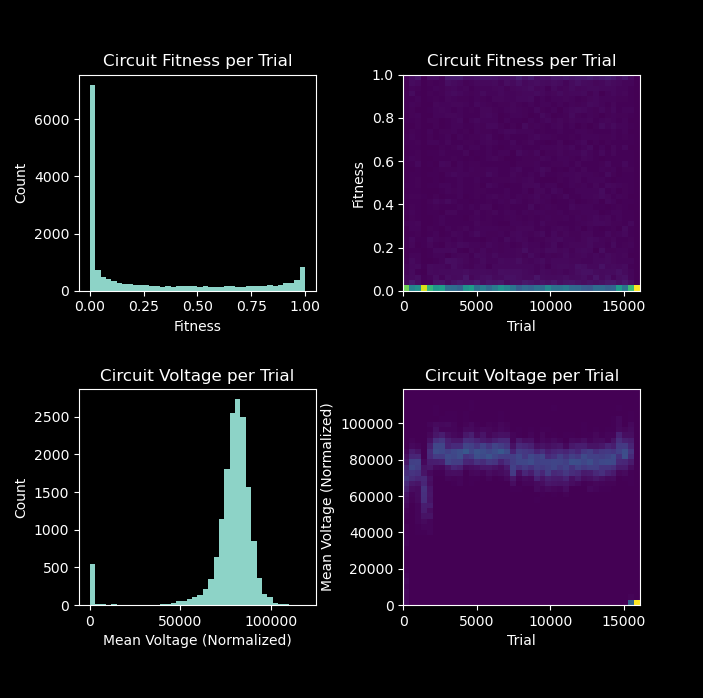 Circuit Fitness per Trial
6000
4000
2000
0
Count
0.00 0.25 0.50 0.75 1.00
Fitness
Circuit Fitness per Trial
1.0
0.8
0.6
0.4
0.2
0.0
Fitness
0 5000 10000 15000
Trial
Circuit Voltage per Trial
2500
2000
1500
1000
500
0
Count
0 50000 100000
Mean Voltage (Normalized)
Circuit Voltage per Trial
100000
80000
60000
40000
20000
0
Mean Voltage (Normalized)
0 5000 10000 15000
Trial